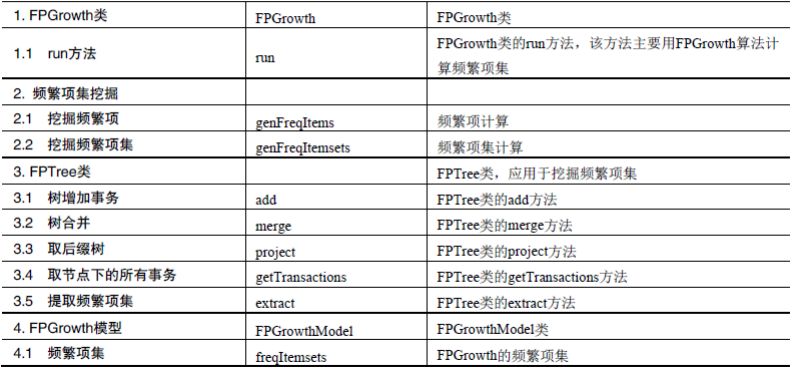 1. FPGrowth类 FPGrowth FPGrowth类
1.1 run方法 run FPGrowth类的run方法，该方法主要用FPGrowth算法计
算频繁项集
2. 频繁项集挖掘
2.1 挖掘频繁项 genFreqItems 频繁项计算
2.2 挖掘频繁项集 genFreqItemsets 频繁项集计算
3. FPTree类 FPTree类，应用于挖掘频繁项集
3.1 树增加事务 add FPTree类的add方法
3.2 树合并 merge FPTree类的merge方法
3.3 取后缀树 project FPTree类的project方法
3.4 取节点下的所有事务 getTransactions FPTree类的getTransactions方法
3.5 提取频繁项集 extract FPTree类的extract方法
4. FPGrowth模型 FPGrowthModel FPGrowthModel类
4.1 频繁项集 freqItemsets FPGrowth的频繁项集